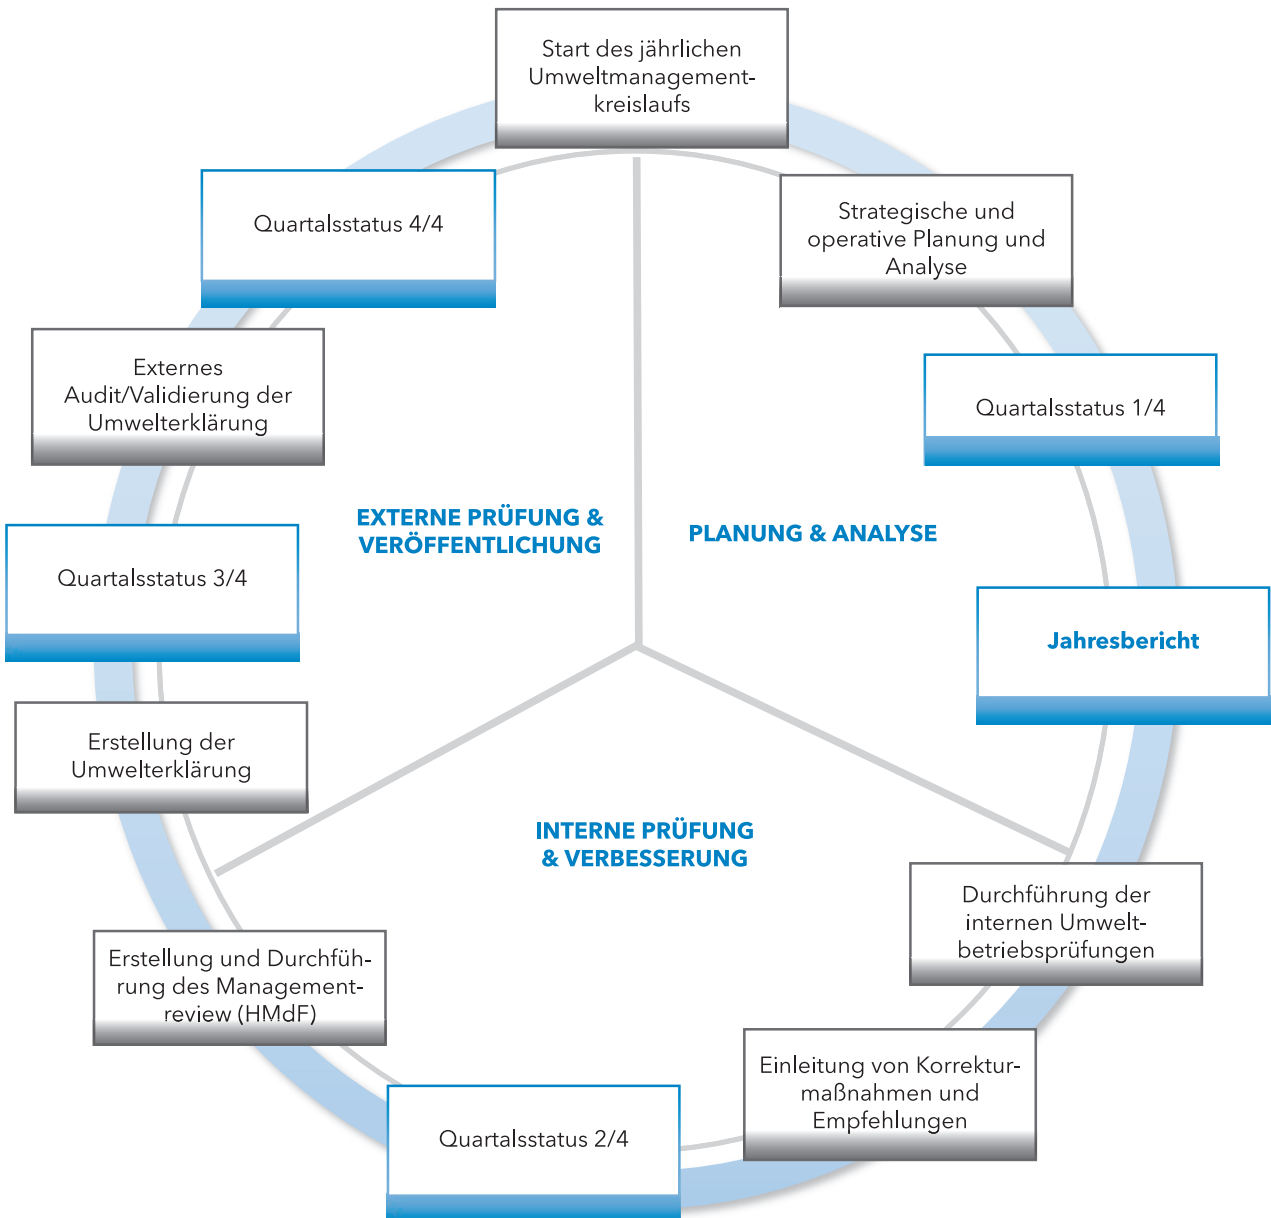 Start des jährlichen
Umweltmanagement-
kreislaufs
Strategische und
operative Planung und
Analyse
Quartalsstatus 1/4
Jahresbericht
Durchführung der
internen Umwelt-
betriebsprüfungen
Einleitung von Korrektur-
maßnahmen und
Empfehlungen
Quartalsstatus 2/4
Erstellung und Durchfüh-
rung des Management-
review (HMdF)
Erstellung der
Umwelterklärung
Quartalsstatus 3/4
Externes
Audit/Validierung der
Umwelterklärung
Quartalsstatus 4/4
EXTERNE PRÜFUNG &
VERÖFFENTLICHUNG
PLANUNG & ANALYSE
INTERNE PRÜFUNG
& VERBESSERUNG